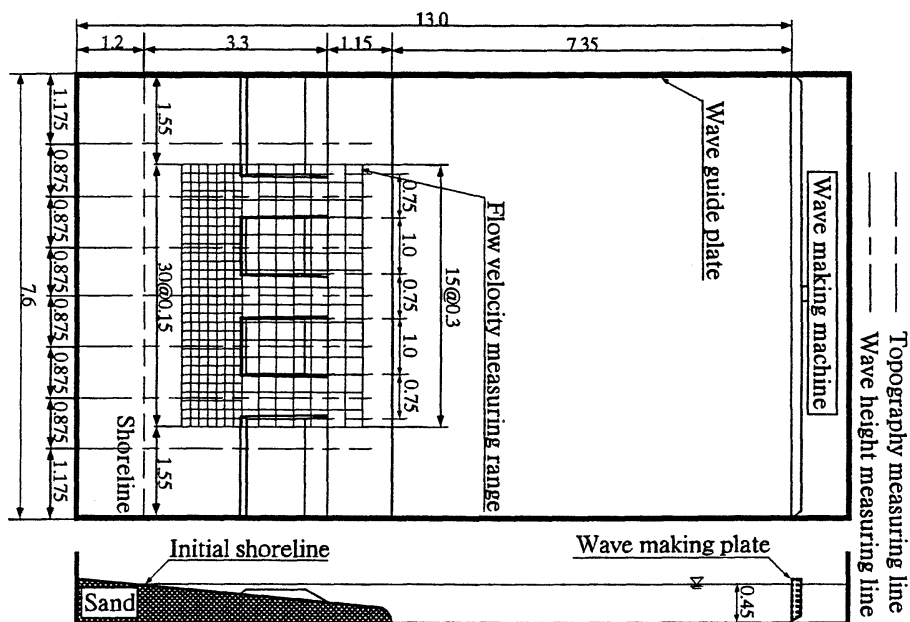 13.0
1.2
3.3
1.15
7.35
7.6
1.175
0.875
0.875
0.875
0.875
0.875
0.875
1.175
1.55
30@0.15
1.55
Shoreline
0.75
1.0
0.75
1.0
0.75
15@0.3
Flow velocity measuring range
Wave guide plate
Wave making machine
Topography measuring line
Wave height measuring line
Initial shoreline
Wave making plate
Sand
0.45